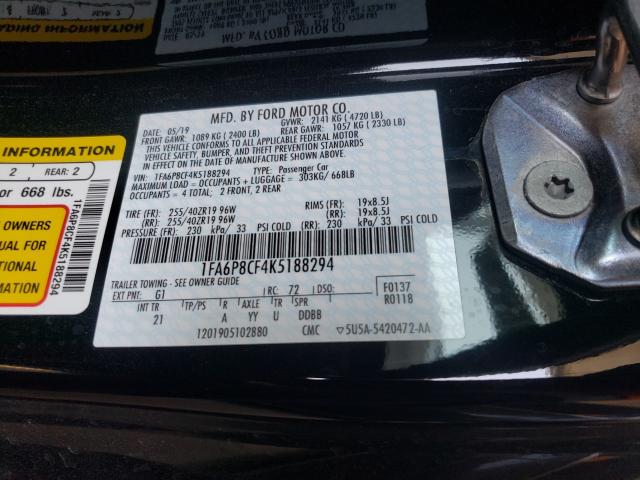 MFD. BY FORD MOTOR CO.
DATE: 05/19 GVWR: 2141 KG ( 4720 LB)
FRONT GAWR: 1089 KG ( 2400 LB) REAR GAWR: 1057 KG ( 2330 LB)
THIS VEHICLE CONFORMS TO ALL APPLICABLE FEDERAL MOTOR
VEHICLE SAFETY, BUMPER, AND THEFT PREVENTION STANDARDS
IN EFFECT ON THE DATE OF MANUFACTURE SHOWN ABOVE.
VIN: 1FA6P8CF4K5188294 TYPE: Passenger Car
MAXIMUM LOAD = OCCUPANTS + LUGGAGE = 303KG/ 668LB
OCCUPANTS = 4 TOTAL: 2 FRONT, 2 REAR
TIRE (FR): 255/40ZR19 96W RIMS (FR): 19x8.5J
(RR): 255/40ZR19 96W (RR): 19x8.5J
PRESSURE (FR): 230 kPa/ 33 PSI COLD (RR): 230 kPa/ 33 PSI COLD
1FA6P8CF4K5188294
TRAILER TOWING - SEE OWNER GUIDE
EXT PNT: G1 RC: 72 DSO: F0137
INT TR TP/PS R AXLE TR SPR R0118
21 A YY U DDBB
1201905102880 CMC ▽5U5A-5420472-AA
INFORMATION
2 REAR: 2
or 668 lbs.
OWNERS
UAL FOR
TIONAL
ATION
1FA6P8CF4K5188294